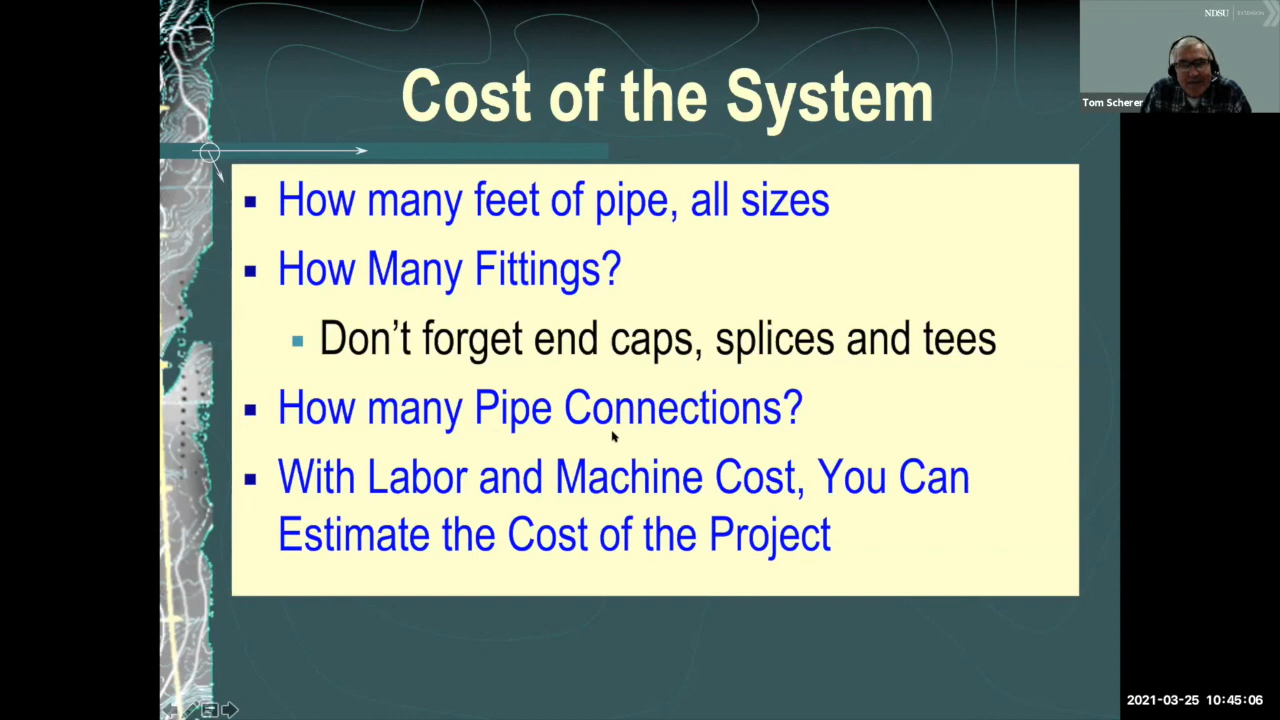 Cost of the System
How many feet of pipe, all sizes
How Many Fittings?
Don't forget end caps, splices and tees
How many Pipe Connections?
With Labor and Machine Cost, You Can
Estimate the Cost of the Project
NDSU EXTENSION
Tom Scherer
2021-03-25 10:45:06